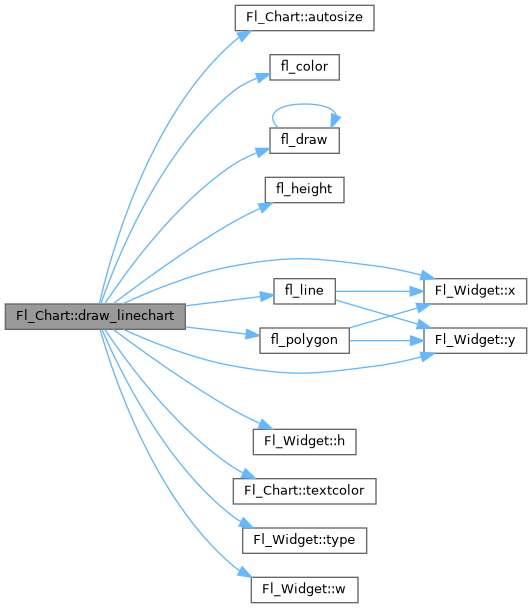 Fl_Chart::autosize
fl_color
fl_draw
fl_height
fl_line
Fl_Widget::x
Fl_Chart::draw_linechart
fl_polygon
Fl_Widget::y
Fl_Widget::h
Fl_Chart::textcolor
Fl_Widget::type
Fl_Widget::w